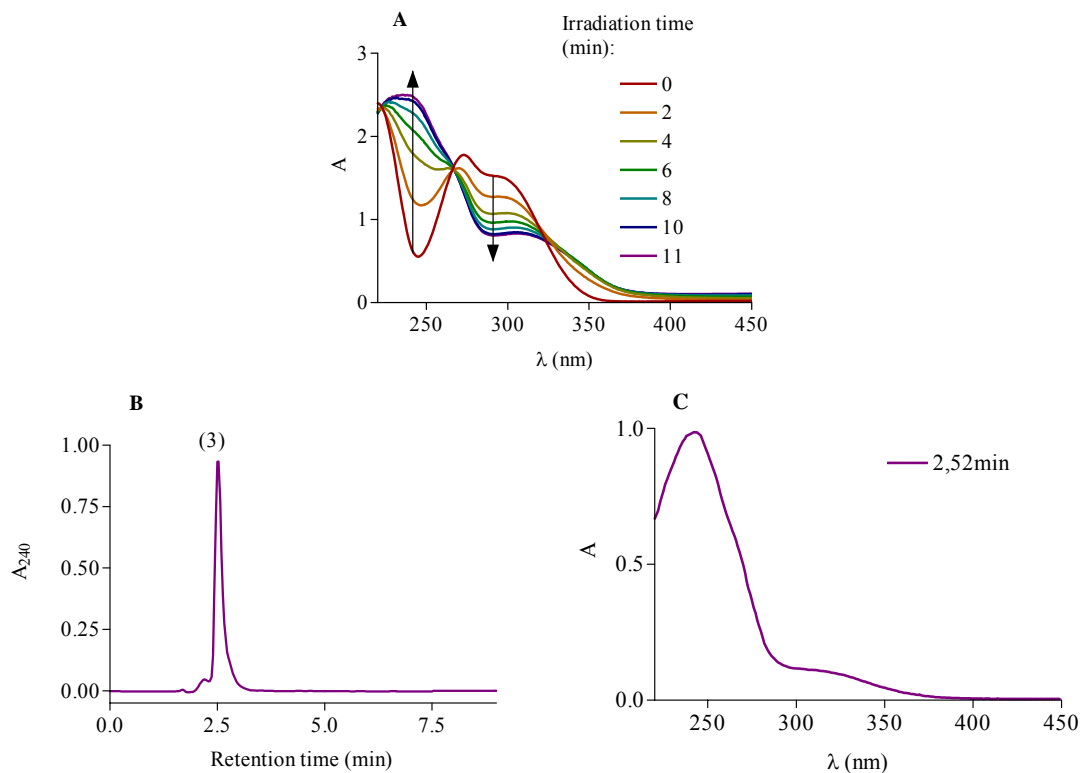 A
Irradiation time
(min):
0
2
4
6
8
10
11
3
2
1
0
A
250
300
350
400
450
λ (nm)
B
(3)
1.00
0.75
0.50
0.25
0.00
A240
0.0
2.5
5.0
7.5
Retention time (min)
C
2,52min
1.0
0.5
0.0
A
250
300
350
400
450
λ (nm)